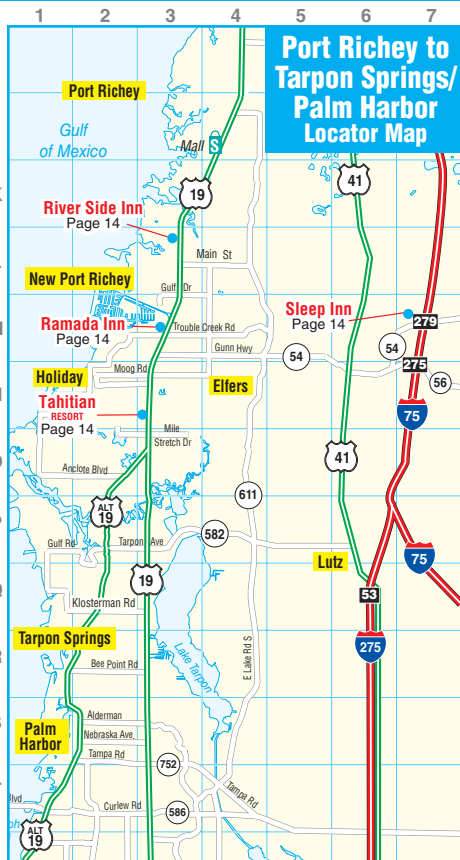 1 2 3 4 5 6 7
Port Richey to
Tarpon Springs/
Palm Harbor
Locator Map
Port Richey
Gulf
of Mexico
Mall S
41
19
River Side Inn
Page 14
Main St
New Port Richey
Gulf Dr
Sleep Inn
Page 14
279
Ramada Inn
Page 14
Trouble Creek Rd
Gunn Hwy
54
54
275
56
Moog Rd
Holiday
Elfers
Tahitian
RESORT
Page 14
75
Mile
Stretch Dr
41
Anclote Blvd
611
ALT
19
582
Gulf Rd
Tarpon Ave
Lutz
75
19
53
Klosterman Rd
Tarpon Springs
275
Lake Tarpon
E Lake Rd S
Bee Point Rd
Alderman
Palm
Harbor
Nebraska Ave
Tampa Rd
752
Tampa Rd
Blvd
Curlew Rd
586
ALT
19